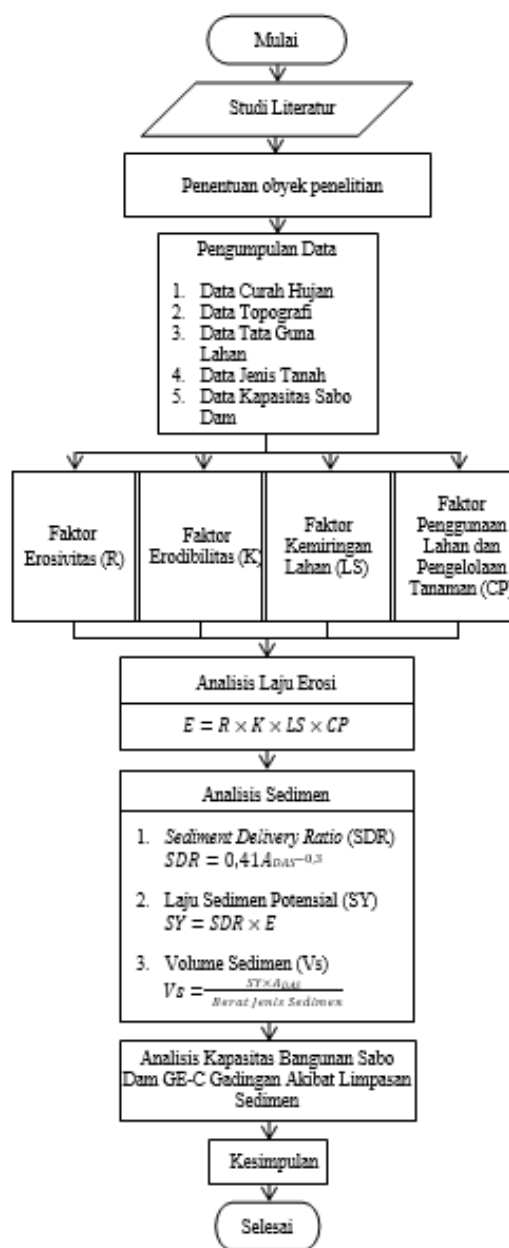 Mulai
Studi Literatur
Penentuan obyek penelitian
Pengumpulan Data
1. Data Curah Hujan
2. Data Topografi
3. Data Tata Guna
Lahan
4. Data Jenis Tanah
5. Data Kapasitas Sabo
Dam
Faktor
Erosivitas (R)
Faktor
Erodibilitas (K)
Faktor
Kemiringan
Lahan (LS)
Faktor
Penggunaan
Lahan dan
Pengelolaan
Tanaman (CP)
Analisis Laju Erosi
E = R × K × LS × CP
Analisis Sedimen
1. Sediment Delivery Ratio (SDR)
SDR = 0,41A_DAS^−0,3
2. Laju Sedimen Potensial (SY)
SY = SDR × E
3. Volume Sedimen (Vs)
SY×A_DAS
Vs =
Berat Jenis Sedimen
Analisis Kapasitas Bangunan Sabo
Dam GE-C Gadingan Akibat Limpasan
Sedimen
Kesimpulan
Selesai